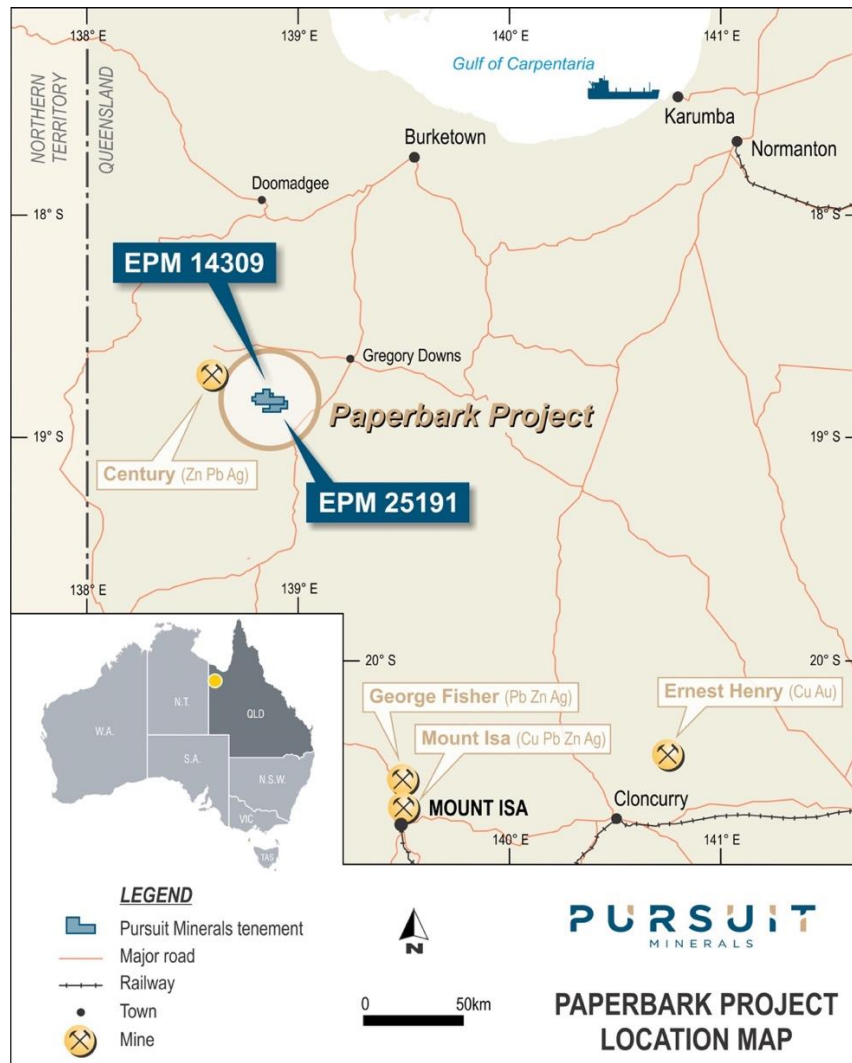 138° E
139° E
140° E
141° E
Gulf of Carpentaria
Karumba
NORTHERN
TERRITORY
QUEENSLAND
Burketown
Normanton
Doomadgee
18° S
18° S
EPM 14309
Gregory Downs
Paperbark Project
19° S
19° S
Century (Zn Pb Ag)
EPM 25191
138° E
139° E
20° S
20° S
George Fisher (Pb Zn Ag)
Ernest Henry (Cu Au)
Mount Isa (Cu Pb Zn Ag)
MOUNT ISA
Cloncurry
140° E
141° E
W.A.
N.T.
QLD
S.A.
N.S.W.
VIC
TAS
LEGEND
Pursuit Minerals tenement
Major road
Railway
Town
Mine
N
0
50km
PURSUIT
MINERALS
PAPERBARK PROJECT
LOCATION MAP